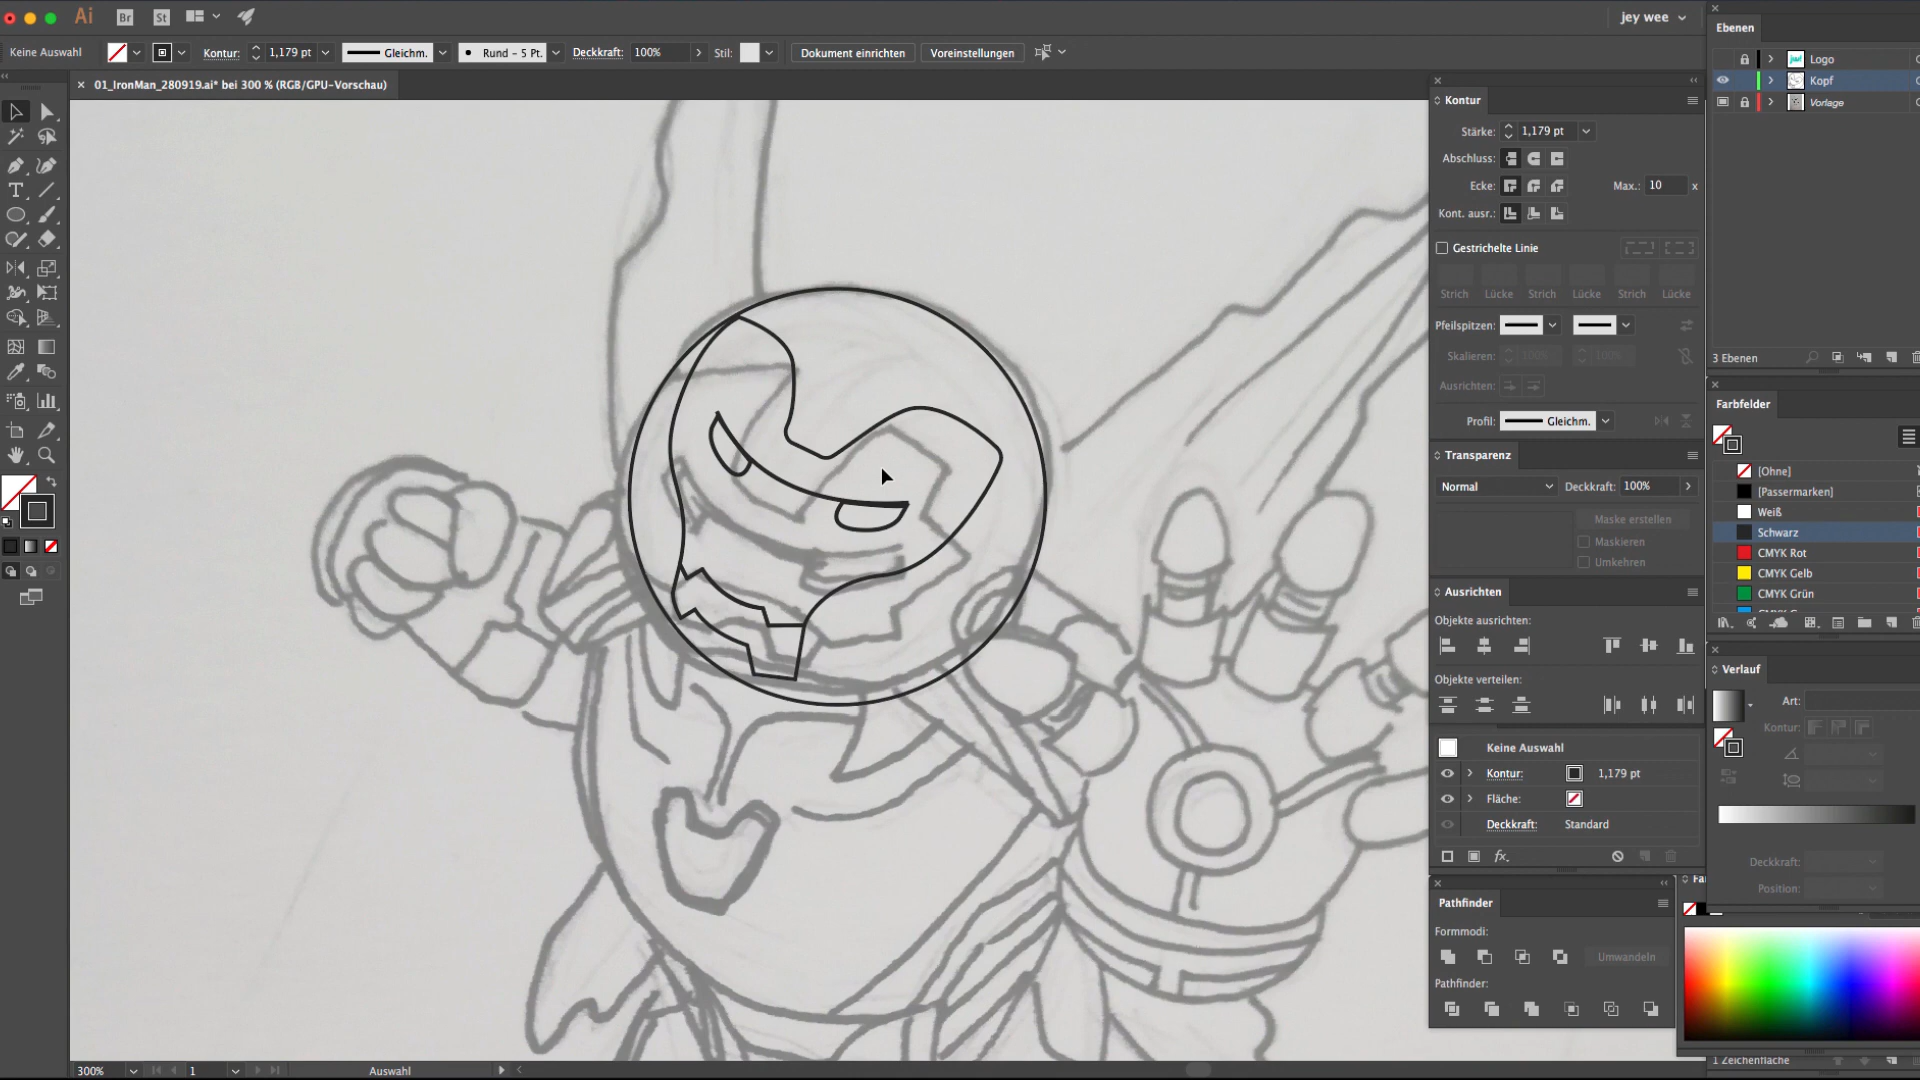 Ai Br St
jey wee
Keine Auswahl
Kontur: 1,179 pt
Gleichm.
Rund - 5 Pt.
Deckkraft: 100%
Stil:
Dokument einrichten
Voreinstellungen
01_IronMan_280919.ai* bei 300 % (RGB/GPU-Vorschau)
Kontur
Stärke: 1,179 pt
Abschluss:
Ecke:
Max.: 10 x
Kont. ausr.:
Gestrichelte Linie
Strich Lücke Strich Lücke Strich Lücke
Pfeilspitzen:
Skalieren: 100% 100%
Ausrichten:
Profil: Gleichm.
Transparenz
Normal
Deckkraft: 100%
Maske erstellen
Maskieren
Umkehren
Ausrichten
Objekte ausrichten:
Objekte verteilen:
Keine Auswahl
Kontur: 1,179 pt
Fläche:
Deckkraft: Standard
fx.
Pathfinder
Formmodi:
Umwandeln
Pathfinder:
Ebenen
Logo
Kopf
Vorlage
3 Ebenen
Farbfelder
[Ohne]
[Passermarken]
Weiß
Schwarz
CMYK Rot
CMYK Gelb
CMYK Grün
Verlauf
Art:
Kontur:
Deckkraft:
Position:
1 Zeichenfläche
300%
1
Auswahl